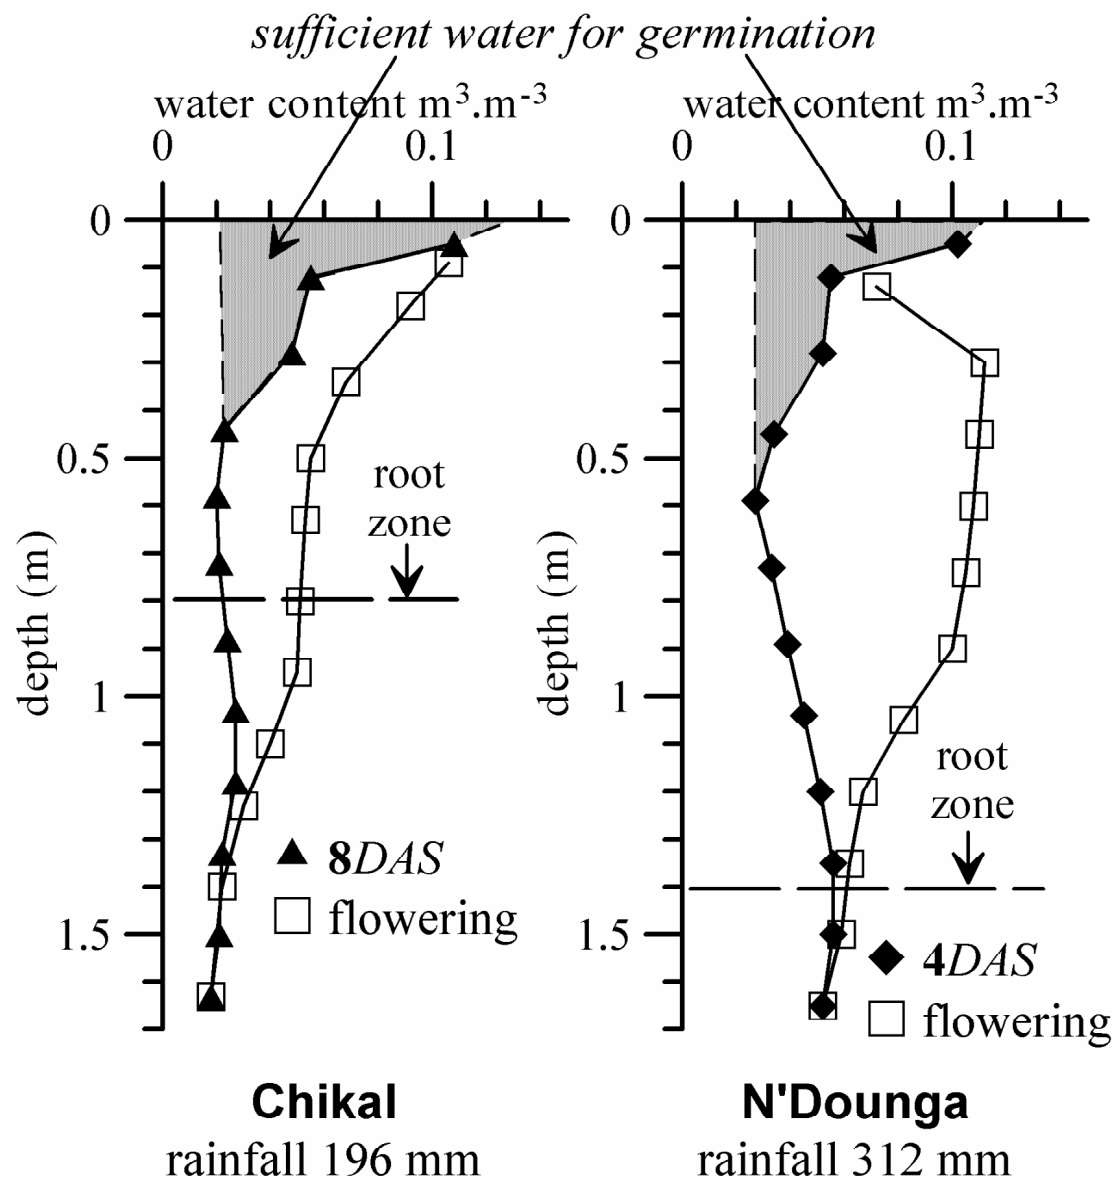 sufficient water for germination
water content m³.m⁻³
0 0.1
0
0.5
1
1.5
depth (m)
root
zone
8DAS
flowering
Chikal
rainfall 196 mm
water content m³.m⁻³
0 0.1
0
0.5
1
1.5
depth (m)
root
zone
4DAS
flowering
N'Dounga
rainfall 312 mm